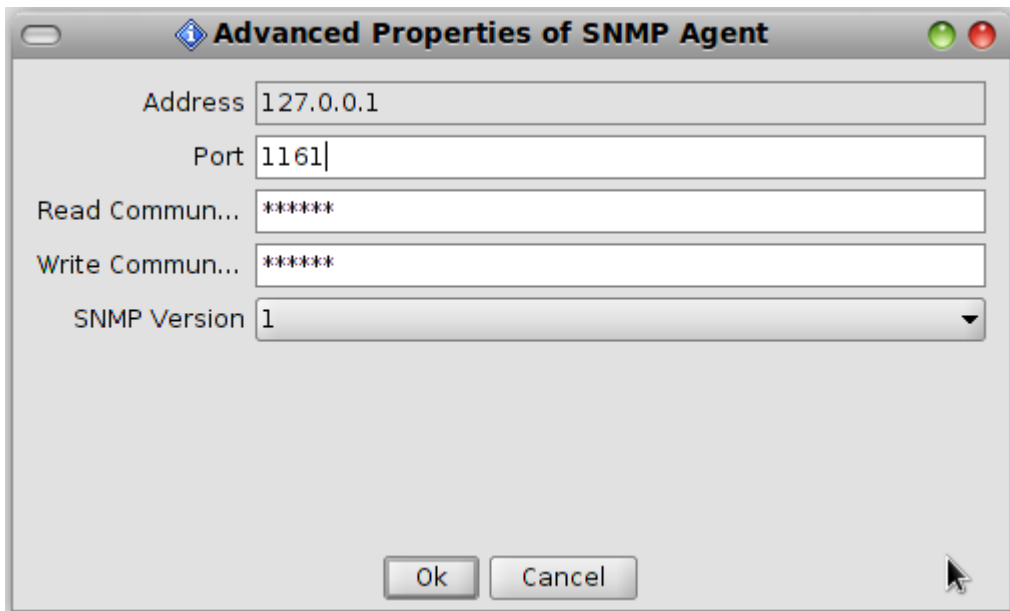 Advanced Properties of SNMP Agent
Address 127.0.0.1
Port 1161
Read Commun... ******
Write Commun... ******
SNMP Version 1
Ok Cancel